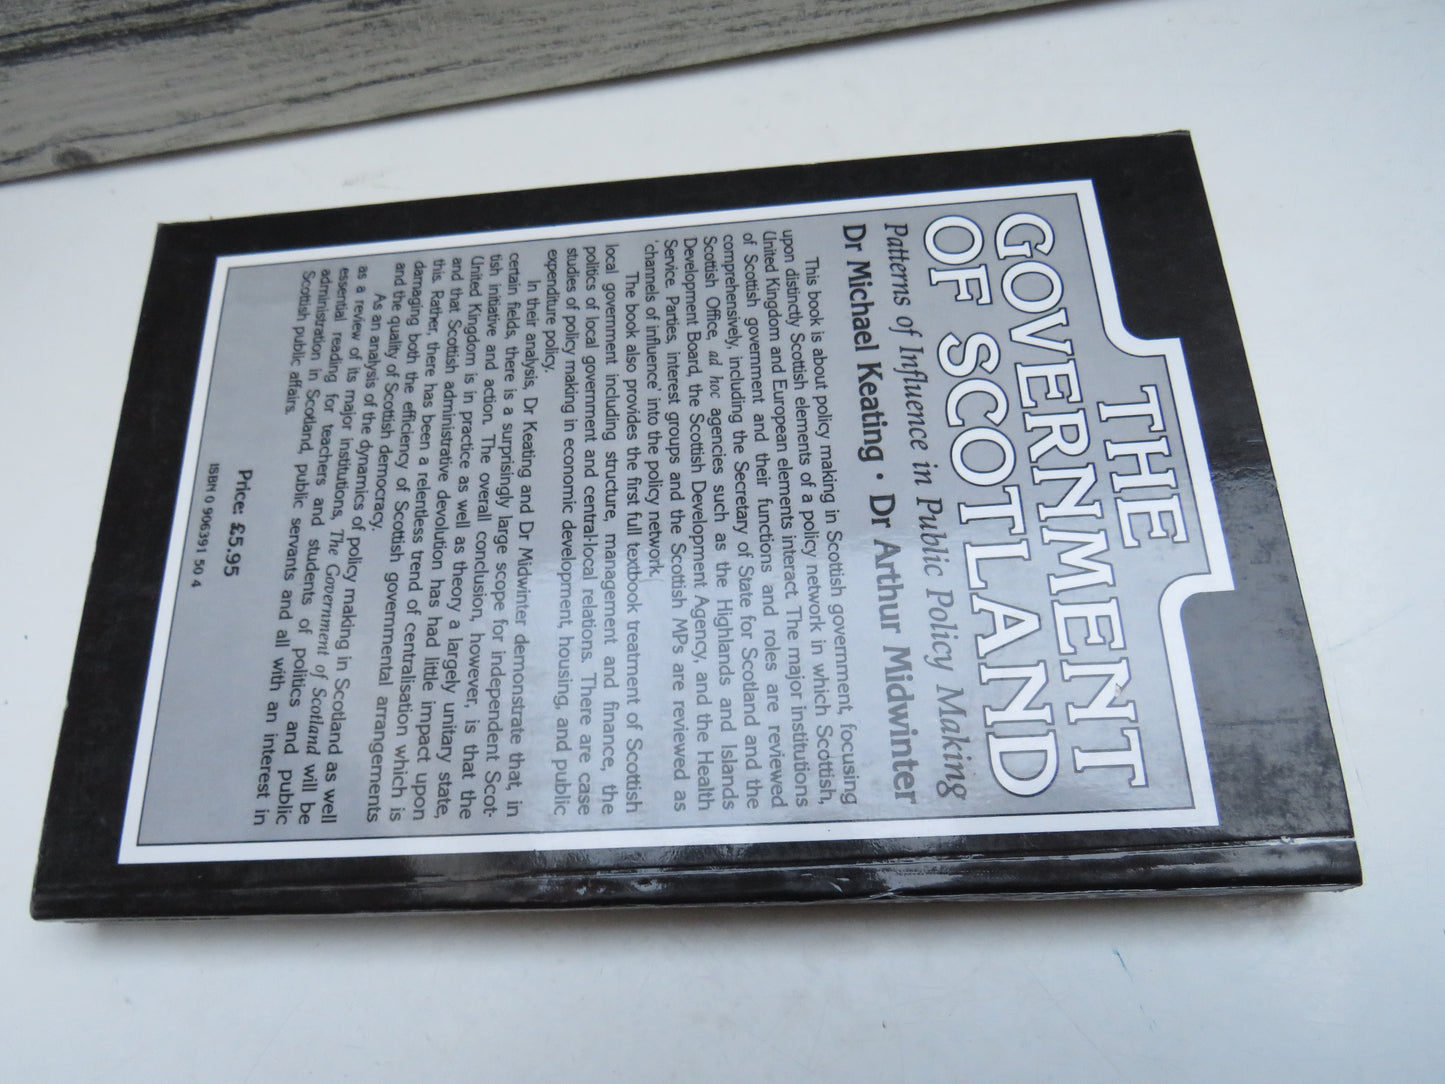 THE
GOVERNMENT
OF SCOTLAND
Patterns of Influence in Public Policy Making
Dr Michael Keating • Dr Arthur Midwinter
This book is about policy making in Scottish government, focusing
upon distinctly Scottish elements of a policy network in which Scottish,
United Kingdom and European elements interact. The major institutions
of Scottish government and their functions and roles are reviewed
comprehensively, including the Secretary of State for Scotland and the
Scottish Office, ad hoc agencies such as the Highlands and Islands
Development Board, the Scottish Development Agency, and the Health
Service. Parties, interest groups and the Scottish MPs are reviewed as
'channels of influence' into the policy network.
The book also provides the first full textbook treatment of Scottish
local government including structure, management and finance, the
politics of local government and central-local relations. There are case
studies of policy making in economic development, housing, and public
expenditure policy.
In their analysis, Dr Keating and Dr Midwinter demonstrate that, in
certain fields, there is a surprisingly large scope for independent Scot-
tish initiative and action. The overall conclusion, however, is that the
United Kingdom is in practice as well as theory a largely unitary state,
and that Scottish administrative devolution has had little impact upon
this. Rather, there has been a relentless trend of centralisation which is
damaging both the efficiency of Scottish governmental arrangements
and the quality of Scottish democracy.
As an analysis of the dynamics of policy making in Scotland as well
as a review of its major institutions, The Government of Scotland will be
essential reading for teachers and students of politics and public
administration in Scotland, public servants and all with an interest in
Scottish public affairs.
Price: £5.95
ISBN 0 906391 50 4